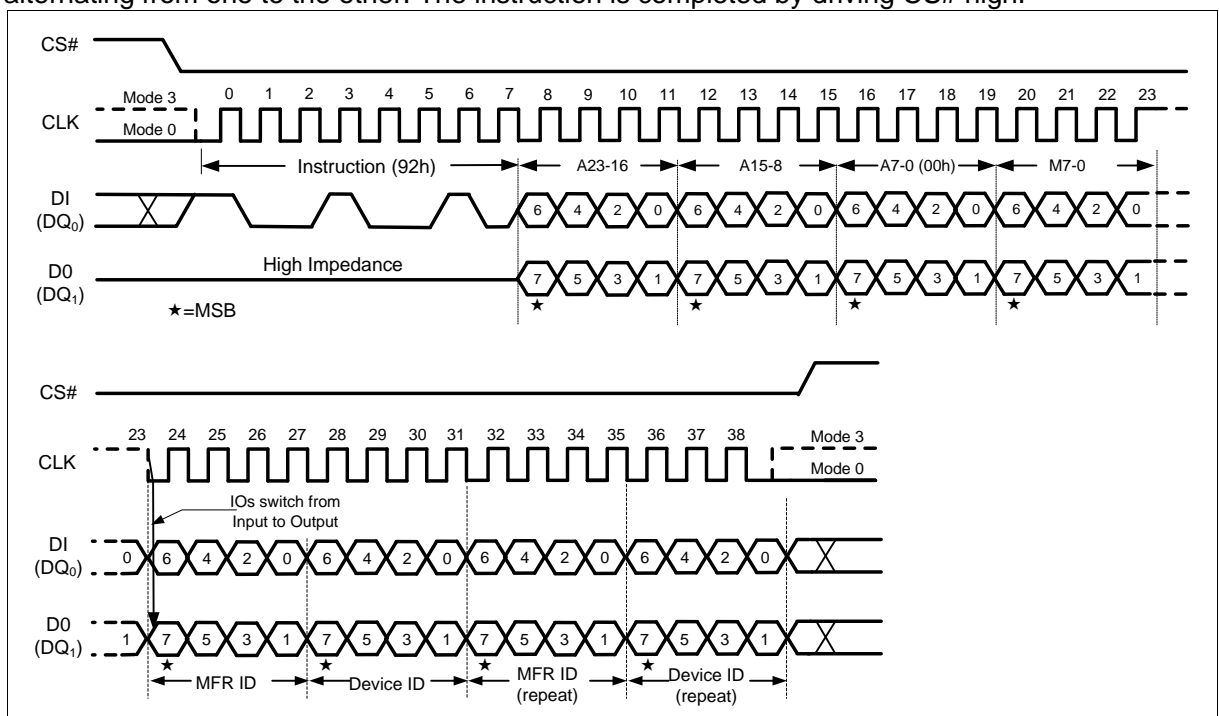 alternating from one to the other. The instruction is completed by driving CS# high.
CS#
Mode 3 0 1 2 3 4 5 6 7 8 9 10 11 12 13 14 15 16 17 18 19 20 21 22 23
CLK
Mode 0
Instruction (92h) A23-16 A15-8 A7-0 (00h) M7-0
DI
(DQ0) 6 4 2 0 6 4 2 0 6 4 2 0 6 4 2 0
High Impedance
D0
(DQ1) 7 5 3 1 7 5 3 1 7 5 3 1 7 5 3 1
★=MSB ★ ★ ★ ★
CS#
23 24 25 26 27 28 29 30 31 32 33 34 35 36 37 38 Mode 3
CLK
Mode 0
IOs switch from
Input to Output
DI
(DQ0) 0 6 4 2 0 6 4 2 0 6 4 2 0 6 4 2 0
D0
(DQ1) 1 7 5 3 1 7 5 3 1 7 5 3 1 7 5 3 1
★ ★ ★ ★
MFR ID Device ID MFR ID
(repeat) Device ID
(repeat)